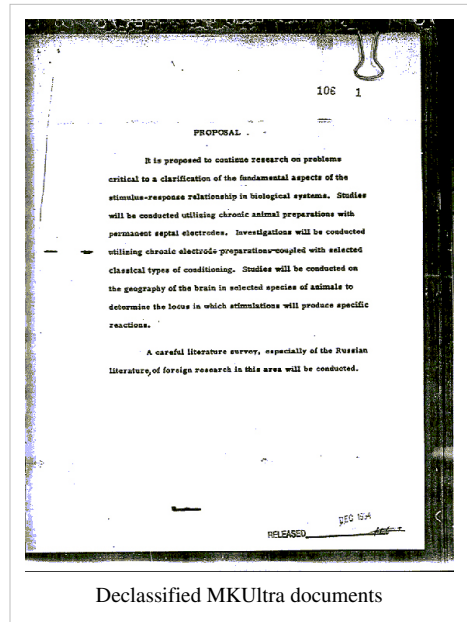 106 1
PROPOSAL
It is proposed to continue research on problems
critical to a clarification of the fundamental aspects of the
stimulus-response relationship in biological systems. Studies
will be conducted utilizing chronic animal preparations with
permanent septal electrodes. Investigations will be conducted
utilizing chronic electrode preparations coupled with selected
classical types of conditioning. Studies will be conducted on
the geography of the brain in selected species of animals to
determine the locus in which stimulations will produce specific
reactions.
A careful literature survey, especially of the Russian
literature, of foreign research in this area will be conducted.
DEC
RELEASED
Declassified MKUltra documents